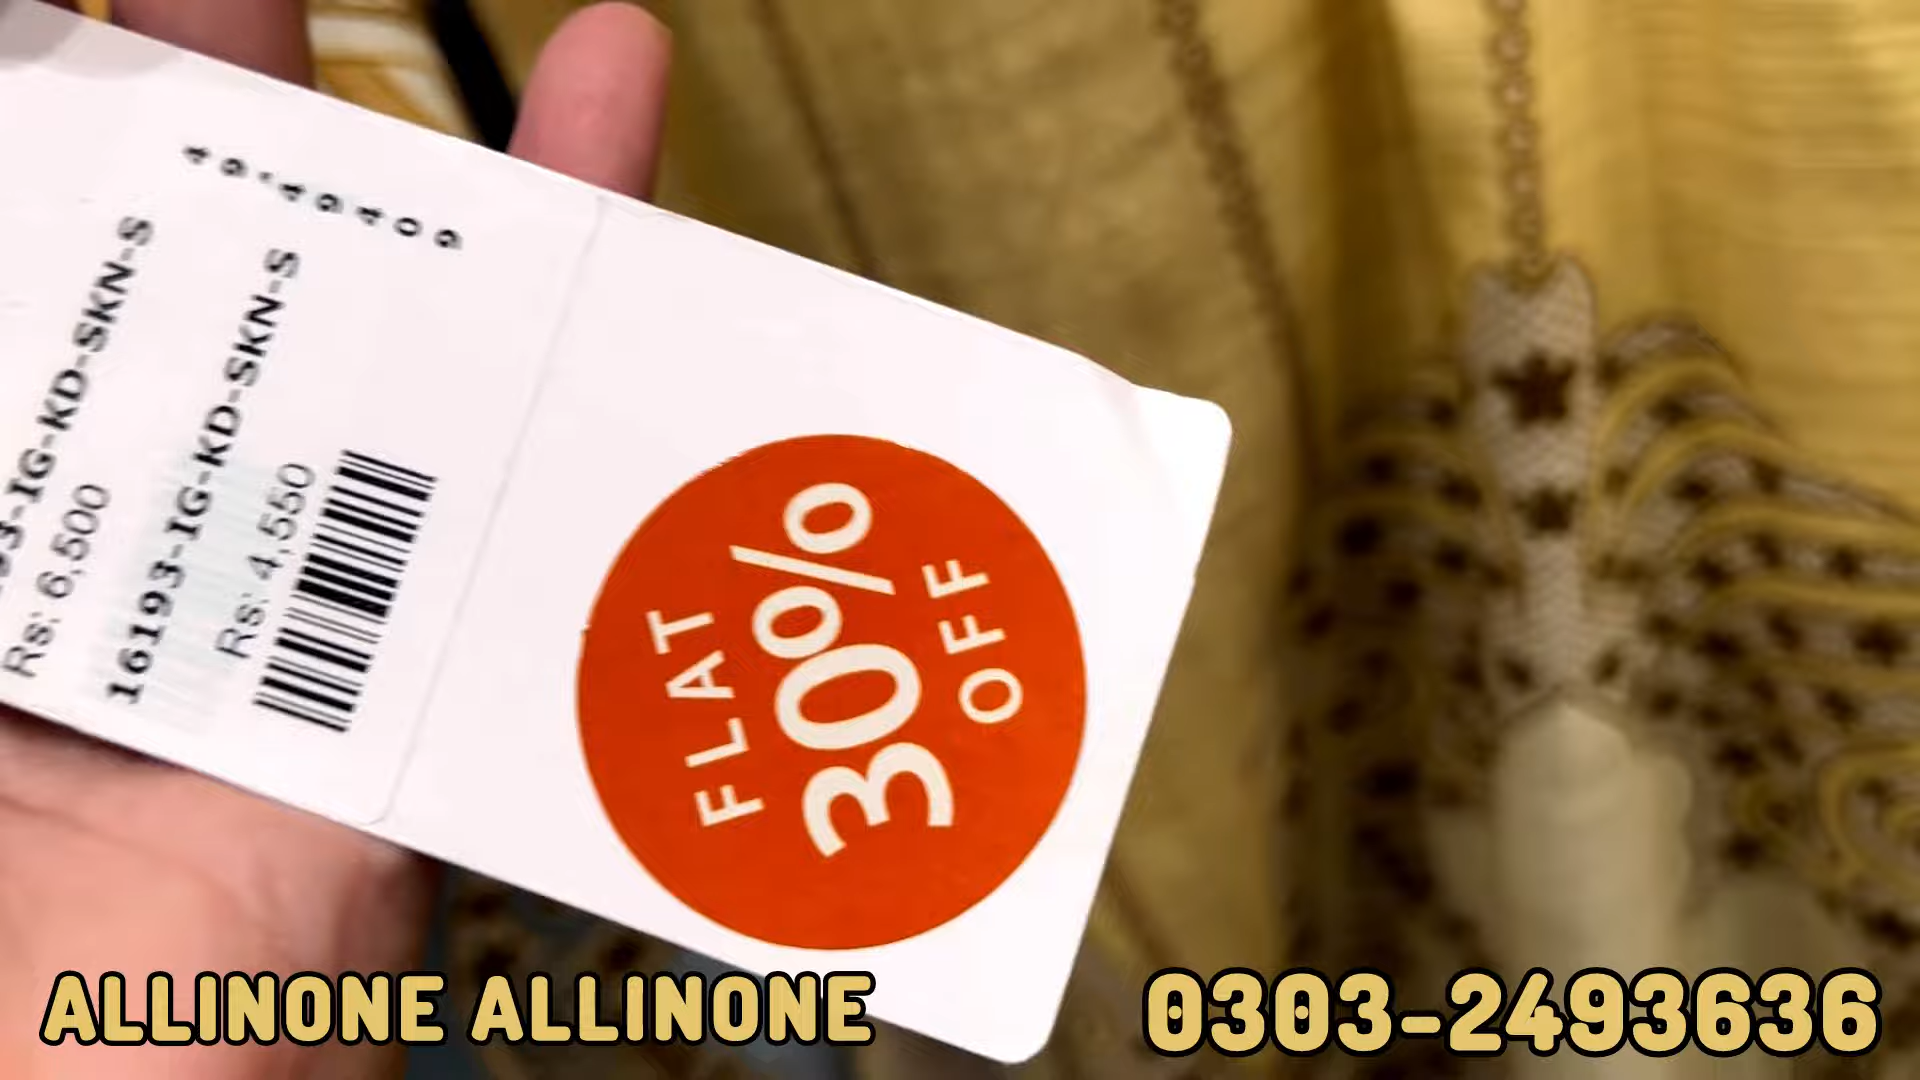 93-IG-KD-SKN-S
Rs: 6,500
16193-IG-KD-SKN-S
Rs: 4,550
FLAT
30%
OFF
ALLINONE ALLINONE
0303-2493636